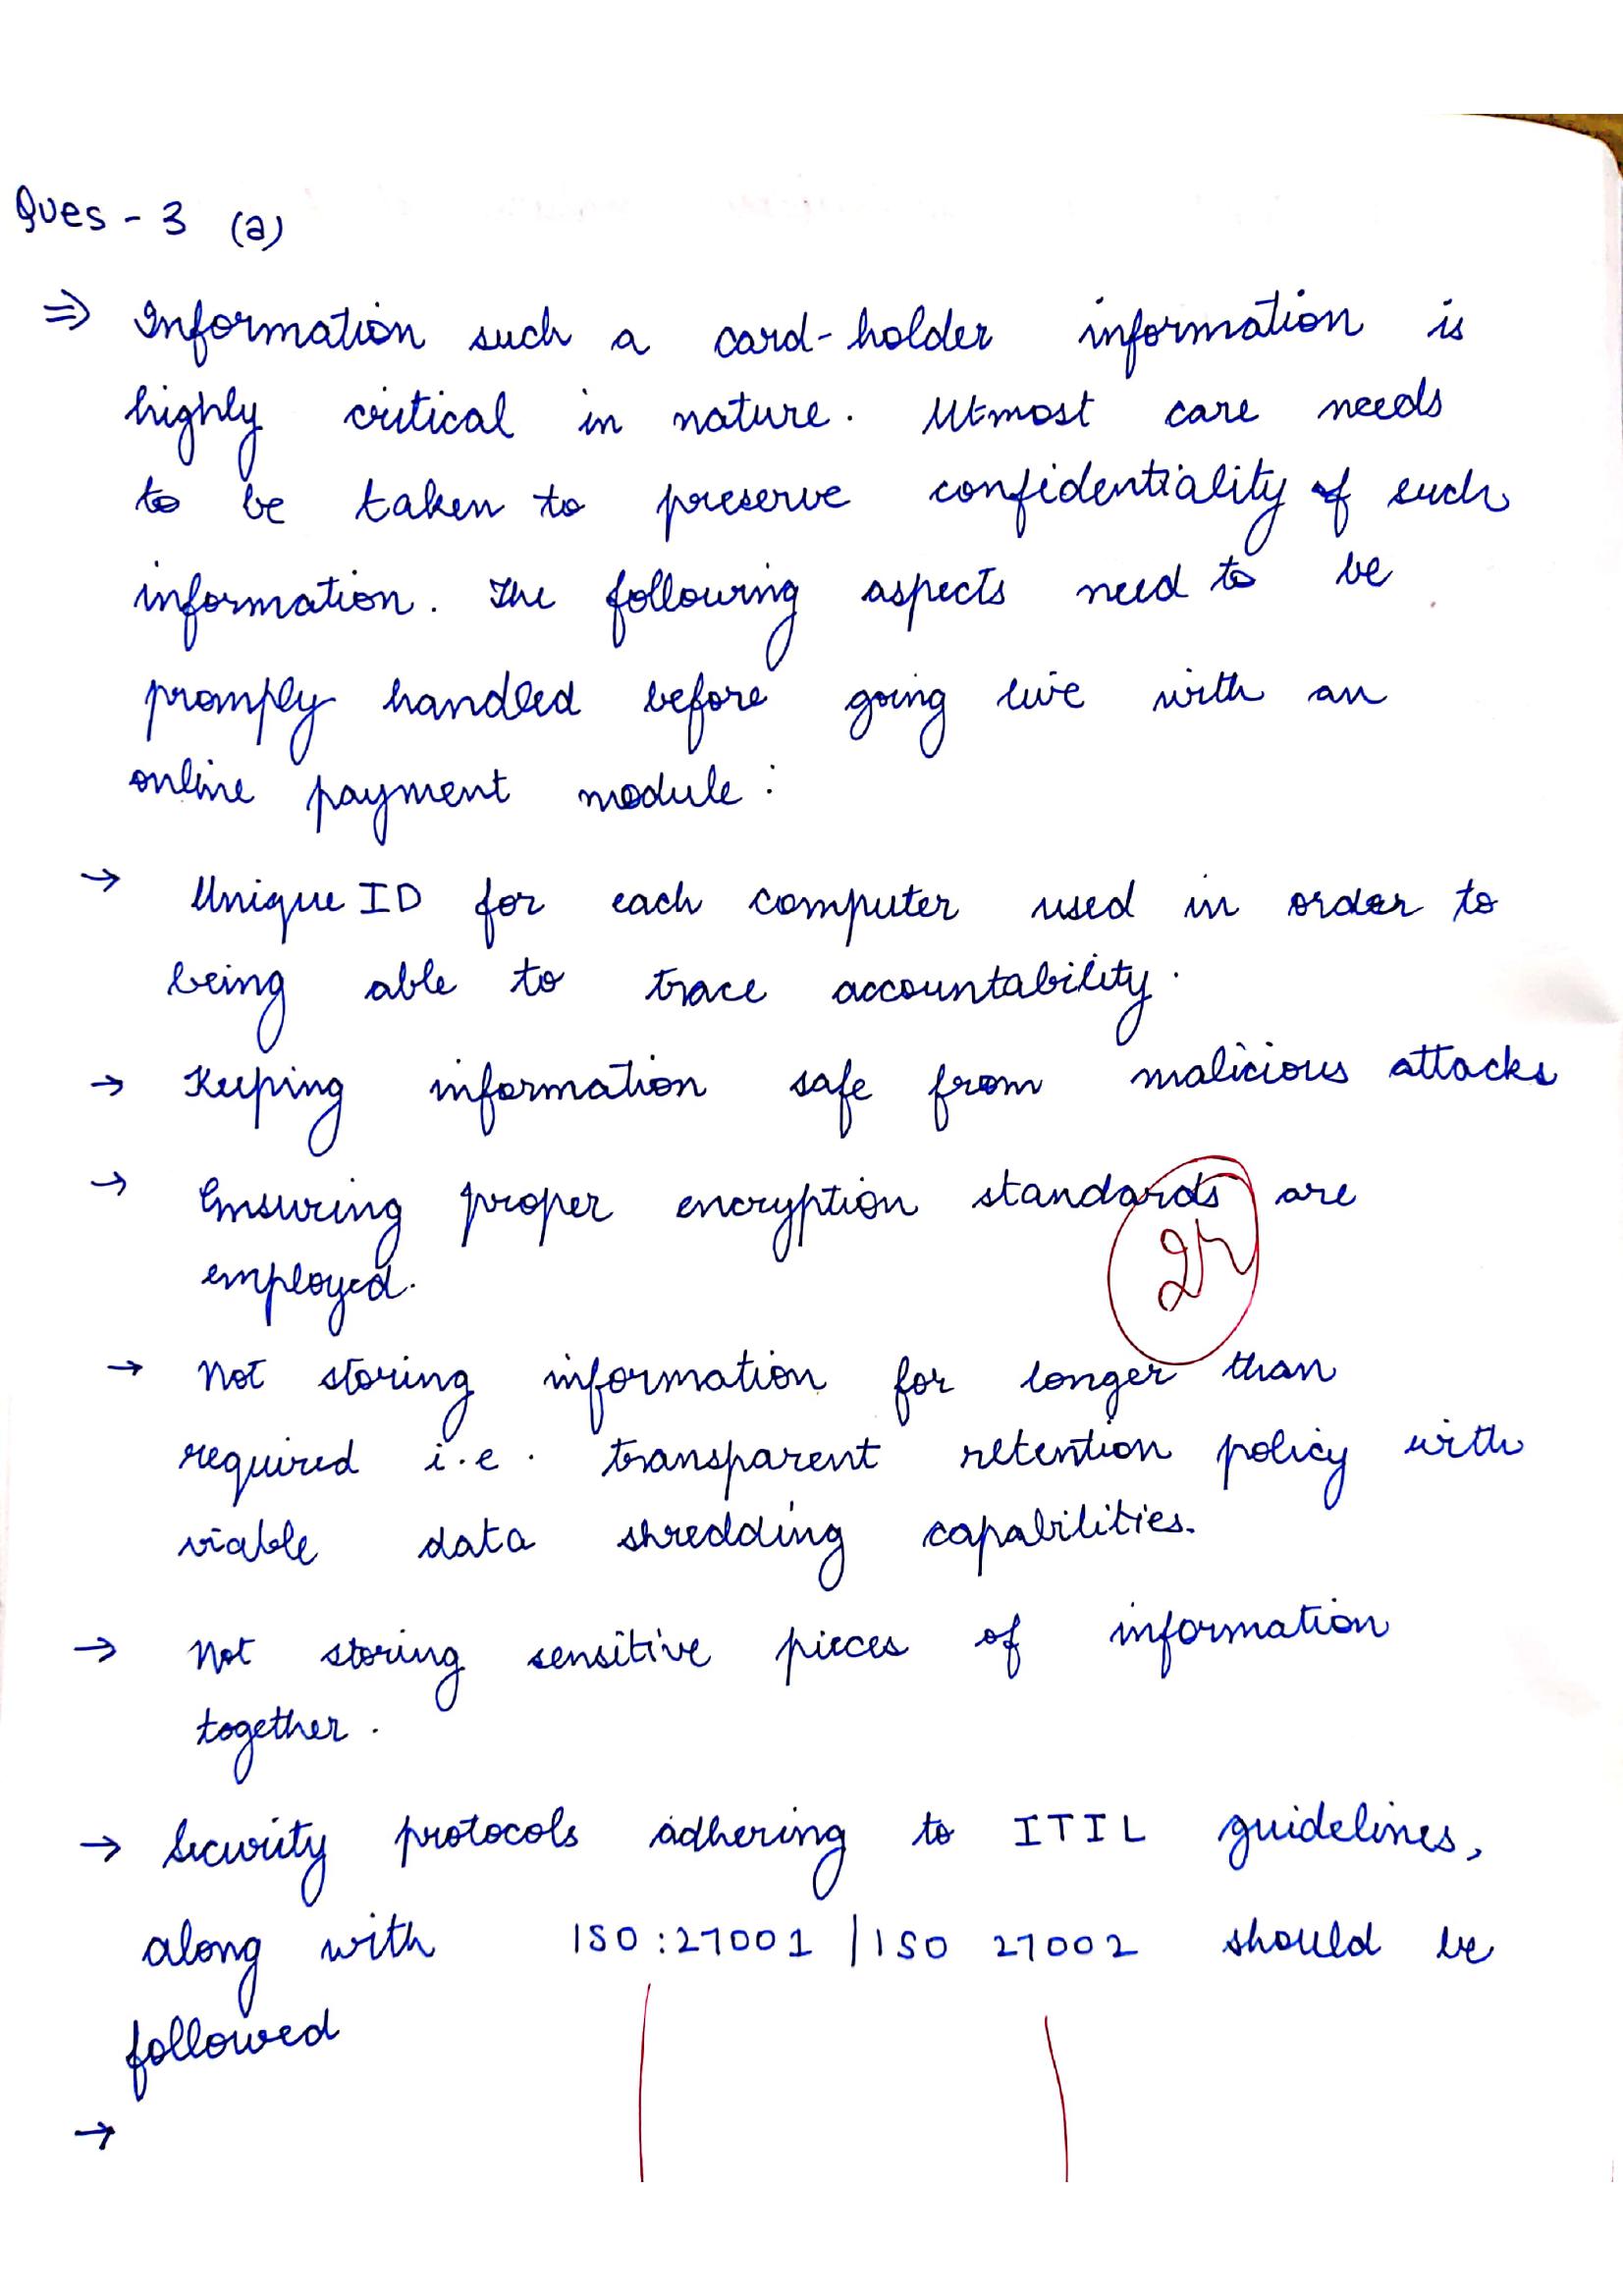 Ques - 3 (a)
⇒ Information such a card-holder information is
highly critical in nature. Utmost care needs
to be taken to preserve confidentiality of such
information. The following aspects need to be
promply handled before going live with an
online payment module:
→ Unique ID for each computer used in order to
being able to trace accountability.
→ Keeping information safe from malicious attacks
→ Ensuring proper encryption standards are
employed.
→ Not storing information for longer than
required i.e. transparent retention policy with
viable data shredding capabilities.
→ Not storing sensitive pieces of information
together.
→ Security protocols adhering to ITIL guidelines,
along with ISO:27001 / ISO 27002 should be
followed
→